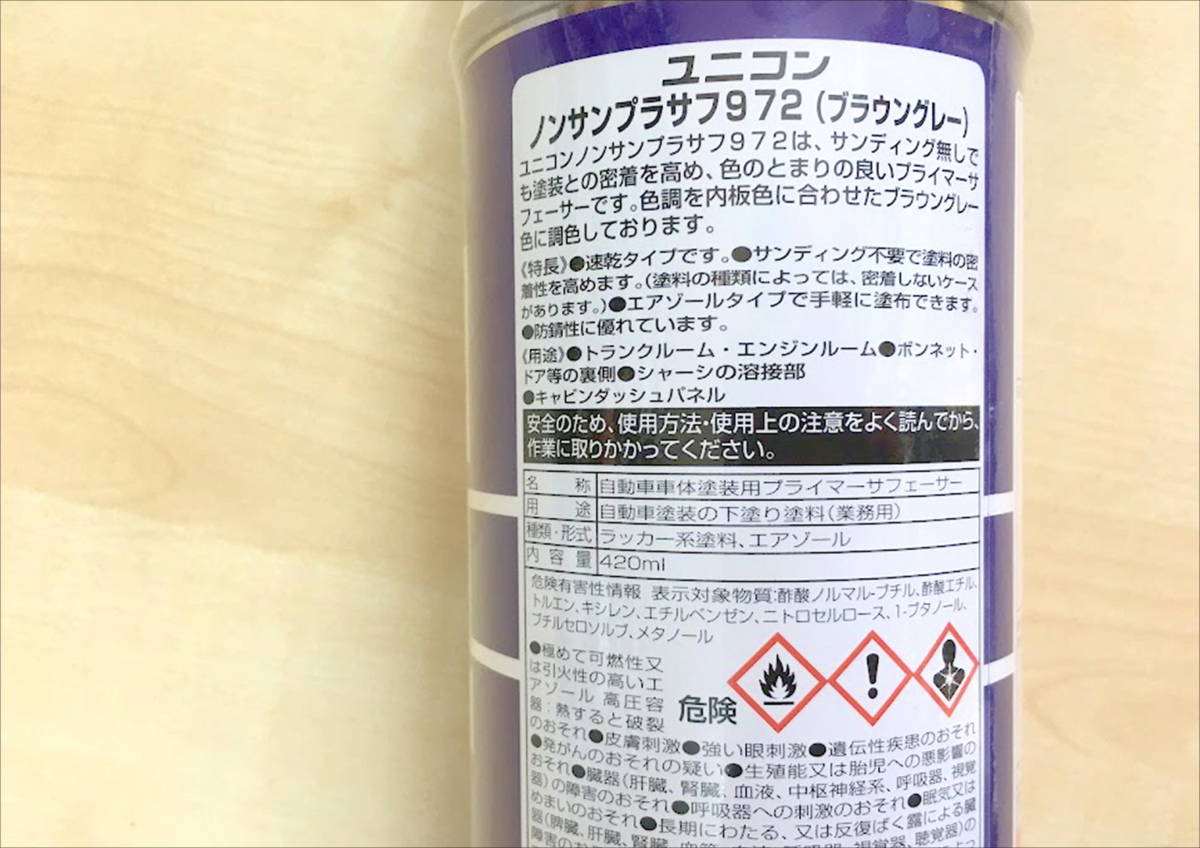 ユニコン
ノンサンプラサフ972(ブラウングレー)
ユニコンノンサンプラサフ972は、サンディング無しで
も塗装との密着を高め、色のとまりの良いプライマーサ
フェーサーです。色調を内板色に合わせたブラウングレー
色に調色しております。
《特長》●速乾タイプです。●サンディング不要で塗料の密
着性を高めます。(塗料の種類によっては、密着しないケース
があります。)●エアゾールタイプで手軽に塗布できます。
●防錆性に優れています。
《用途》●トランクルーム・エンジンルーム●ボンネット・
ドア等の裏側●シャーシの溶接部
●キャビンダッシュパネル
安全のため、使用方法・使用上の注意をよく読んでから、
作業に取りかかってください。
名称 自動車車体塗装用プライマーサフェーサー
用途 自動車塗装の下塗り塗料(業務用)
種類・形式 ラッカー系塗料、エアゾール
内容量 420ml
危険有害性情報 表示対象物質:酢酸ノルマル-ブチル、酢酸エチル、
トルエン、キシレン、エチルベンゼン、ニトロセルロース、1-ブタノール、
ブチルセロソルブ、メタノール
●極めて可燃性又
は引火性の高いエ
アゾール 高圧容
器:熱すると破裂
危険
のおそれ●皮膚刺激●強い眼刺激●遺伝性疾患のおそれ
●発がんのおそれの疑い●生殖能又は胎児への悪影響の
おそれ●臓器(肝臓、腎臓、血液、中枢神経系、呼吸器、視覚
器)の障害のおそれ●呼吸器への刺激のおそれ●眠気又は
めまいのおそれ●長期にわたる、又は反復ばく露による臓
器(脾臓、肝臓、腎臓、血管、中枢神経系、呼吸器、視覚器、聴覚器)の